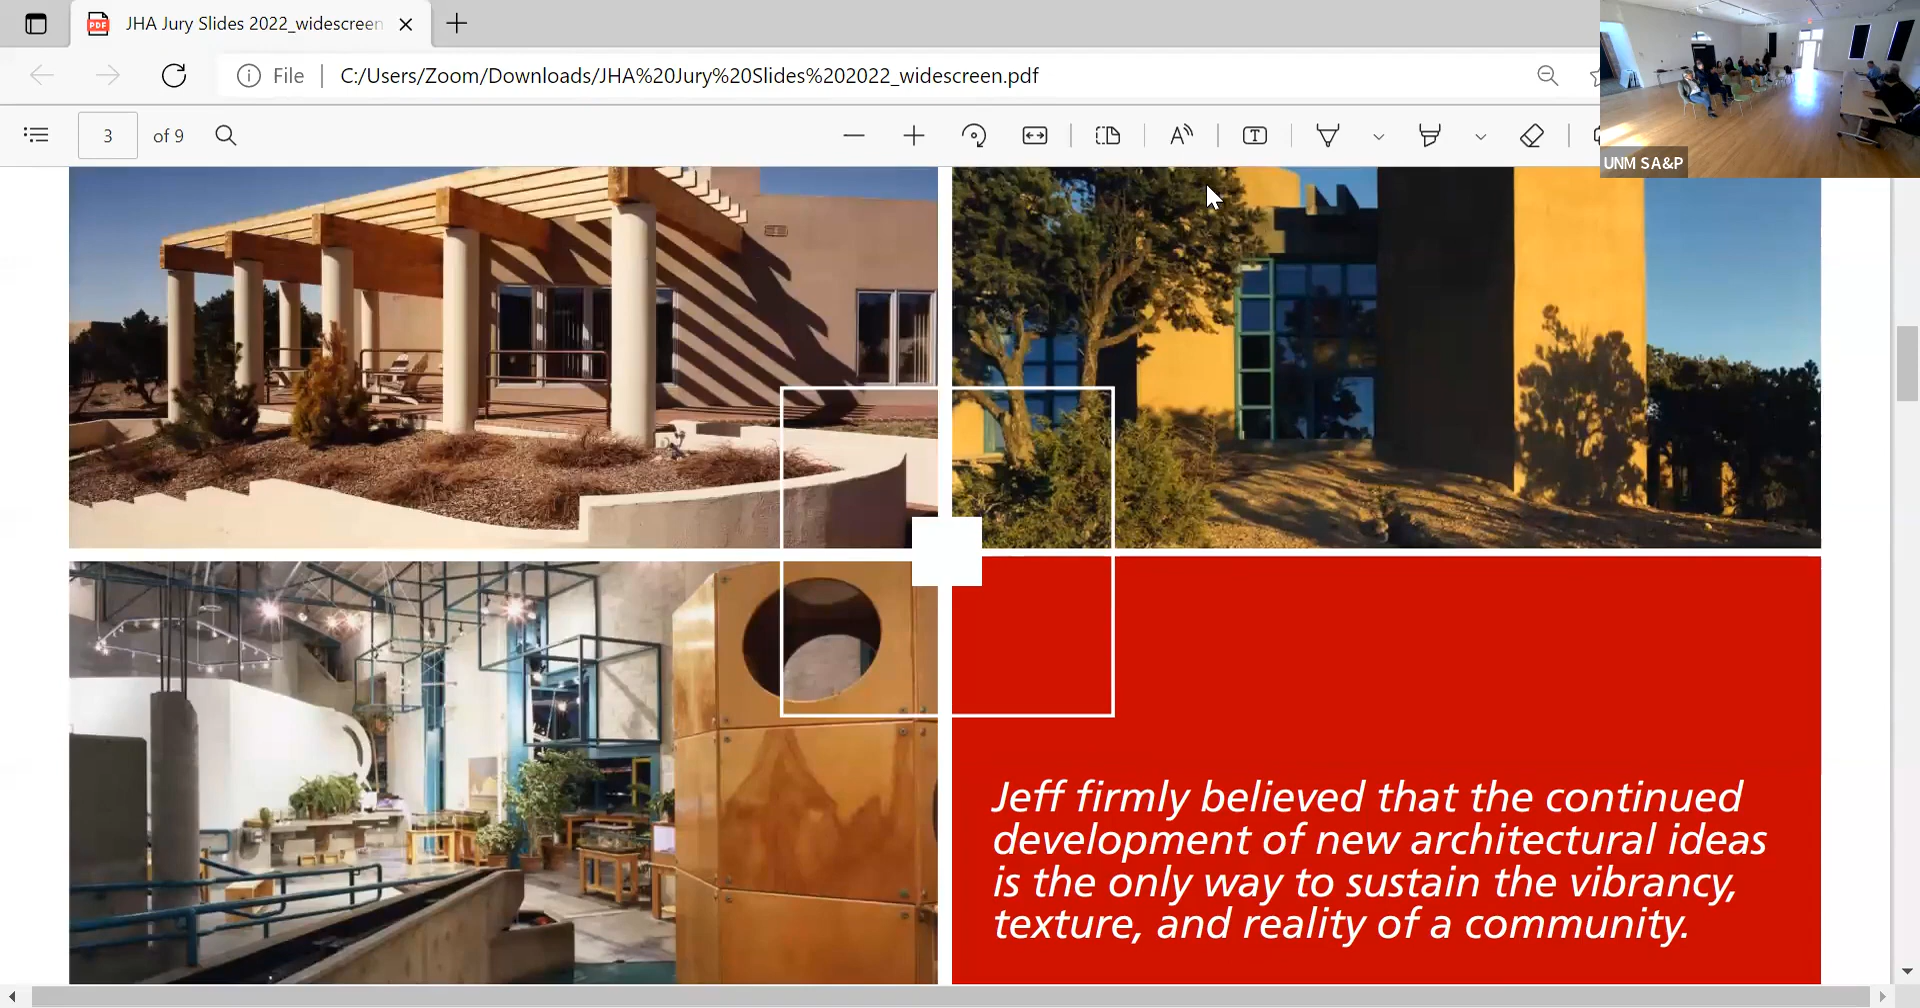 JHA Jury Slides 2022_widescreen
File
C:/Users/Zoom/Downloads/JHA%20Jury%20Slides%202022_widescreen.pdf
3 of 9
UNM SA&P
Jeff firmly believed that the continued
development of new architectural ideas
is the only way to sustain the vibrancy,
texture, and reality of a community.